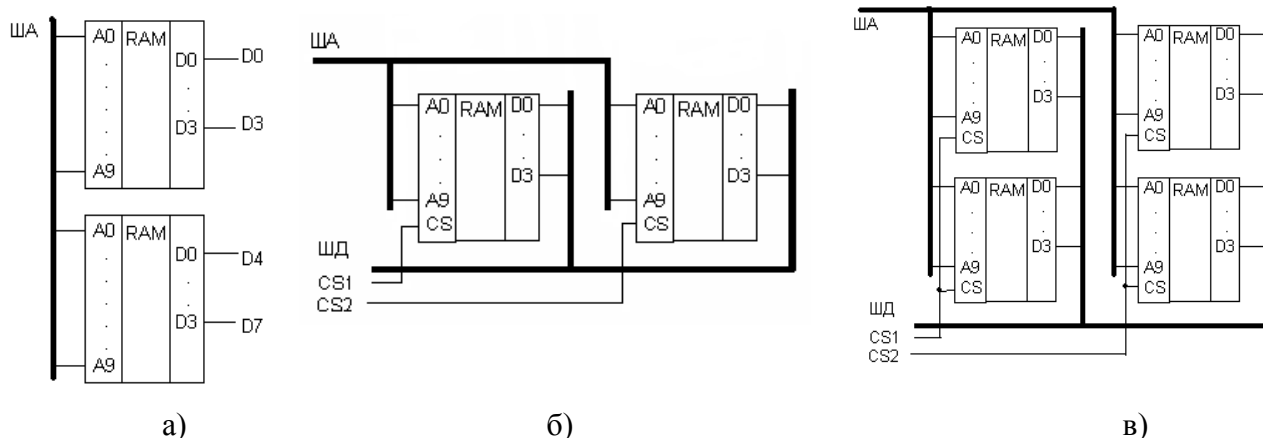 ША
A0 RAM D0 D0
D3 D3
A9
A0 RAM D0 D4
D3 D7
A9
а)
ША
A0 RAM D0
D3
A9
CS
A0 RAM D0
D3
A9
CS
ШД
CS1
CS2
б)
ША
A0 RAM D0
D3
A9
CS
A0 RAM D0
D3
A9
CS
A0 RAM D0
D3
A9
CS
A0 RAM D0
D3
A9
CS
ШД
CS1
CS2
в)